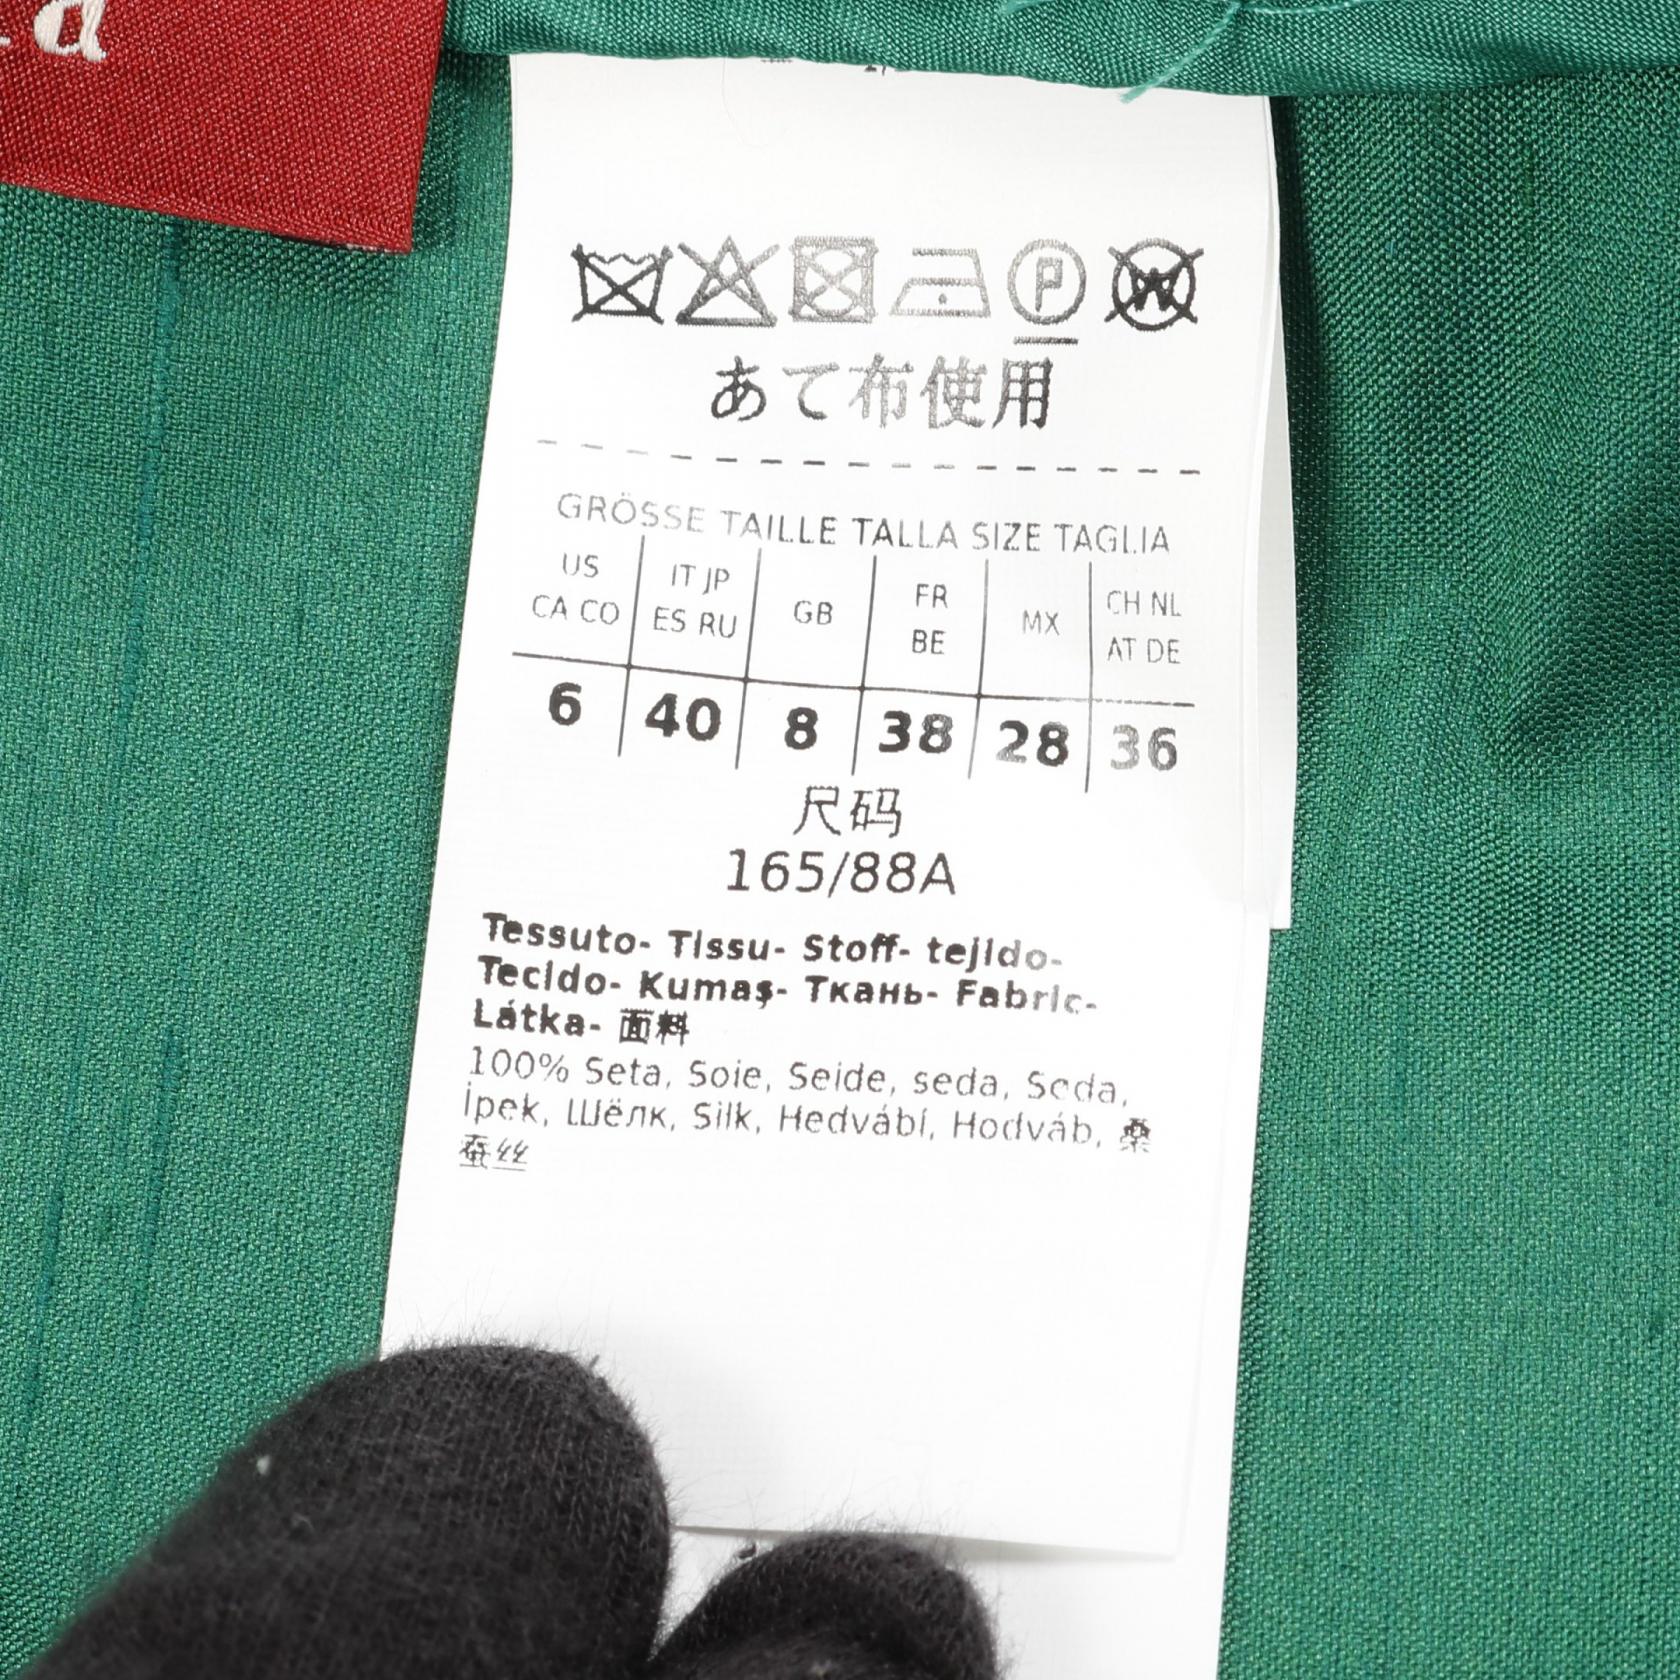 d
P
W
あて布使用
GRÖSSE TAILLE TALLA SIZE TAGLIA
US CA CO
IT JP ES RU
GB
FR BE
MX
CH NL AT DE
6 40 8 38 28 36
尺码
165/88A
Tessuto- Tissu- Stoff- tejido-
Tecido- Kumaş- Ткань- Fabric-
Látka- 面料
100% Seta, Soie, Seide, seda, Seda,
İpek, Шёлк, Silk, Hedvábí, Hodváb, 桑
蚕丝